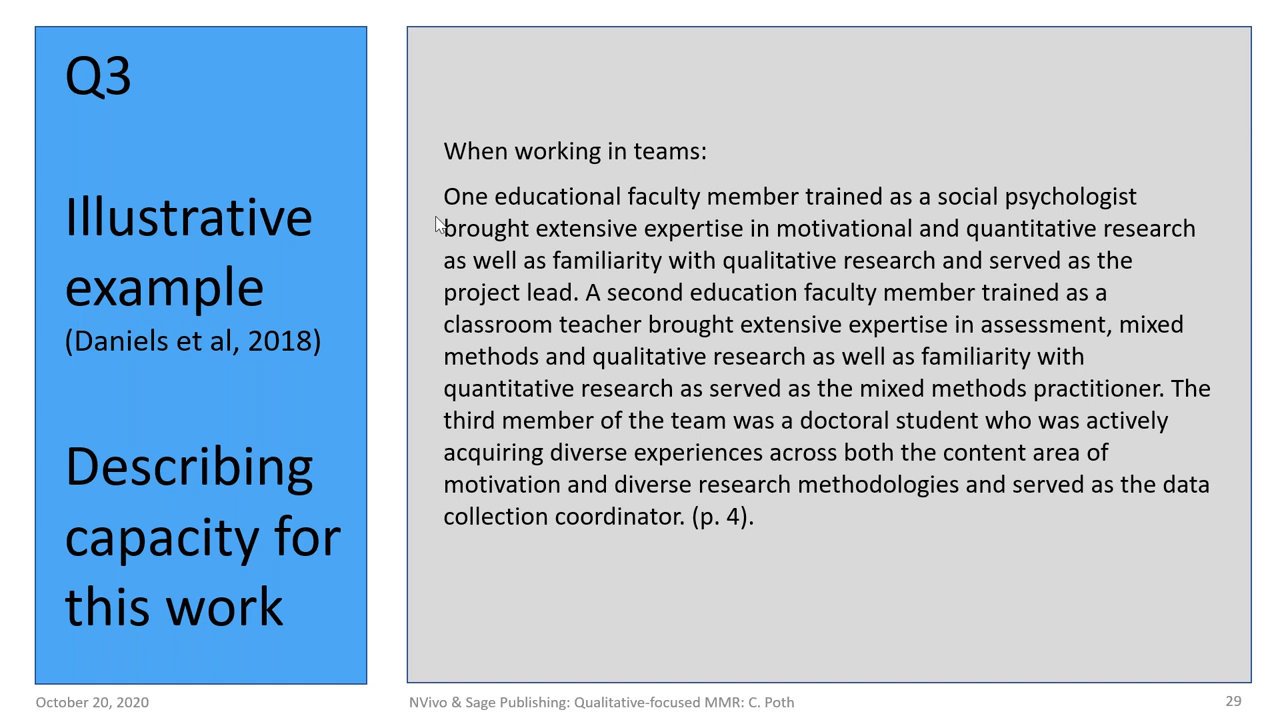 Q3
Illustrative
example
(Daniels et al, 2018)
Describing
capacity for
this work
When working in teams:
One educational faculty member trained as a social psychologist
brought extensive expertise in motivational and quantitative research
as well as familiarity with qualitative research and served as the
project lead. A second education faculty member trained as a
classroom teacher brought extensive expertise in assessment, mixed
methods and qualitative research as well as familiarity with
quantitative research as served as the mixed methods practitioner. The
third member of the team was a doctoral student who was actively
acquiring diverse experiences across both the content area of
motivation and diverse research methodologies and served as the data
collection coordinator. (p. 4).
October 20, 2020
NVivo & Sage Publishing: Qualitative-focused MMR: C. Poth
29